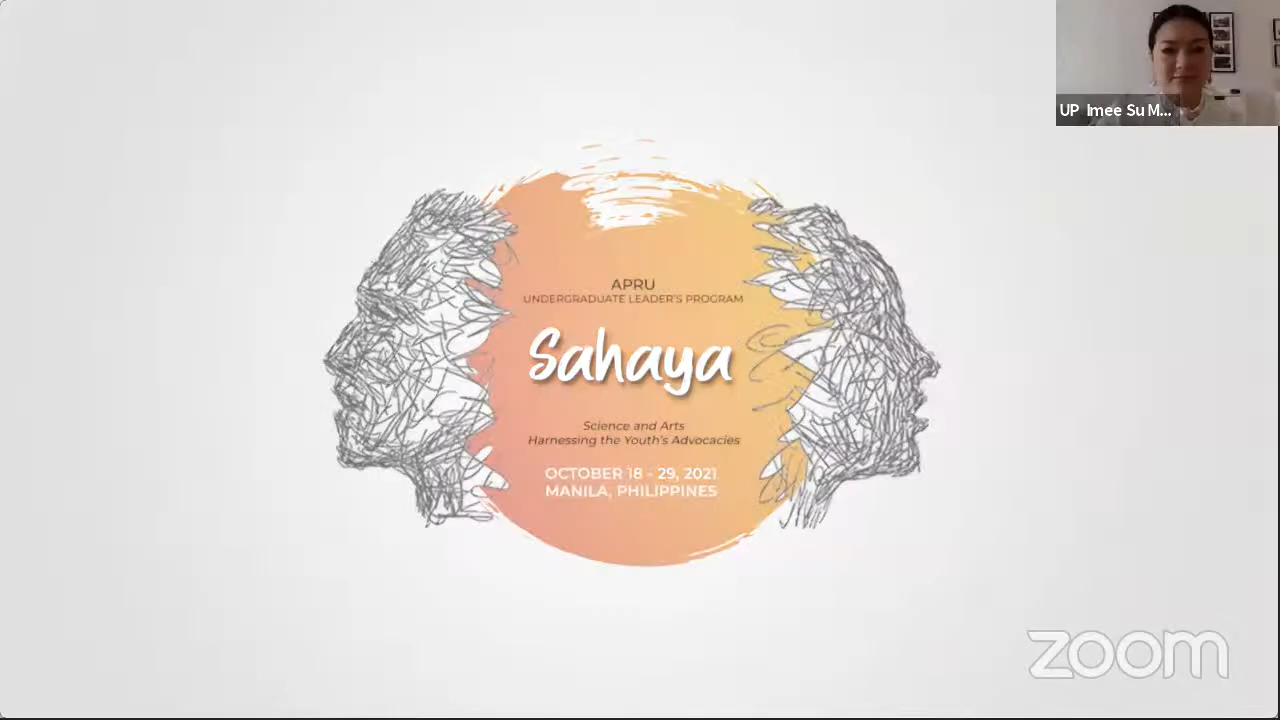 UP Imee Su M...
APRU
UNDERGRADUATE LEADER'S PROGRAM
Sahaya
Science and Arts
Harnessing the Youth's Advocacies
OCTOBER 18 - 29, 2021
MANILA, PHILIPPINES
zoom